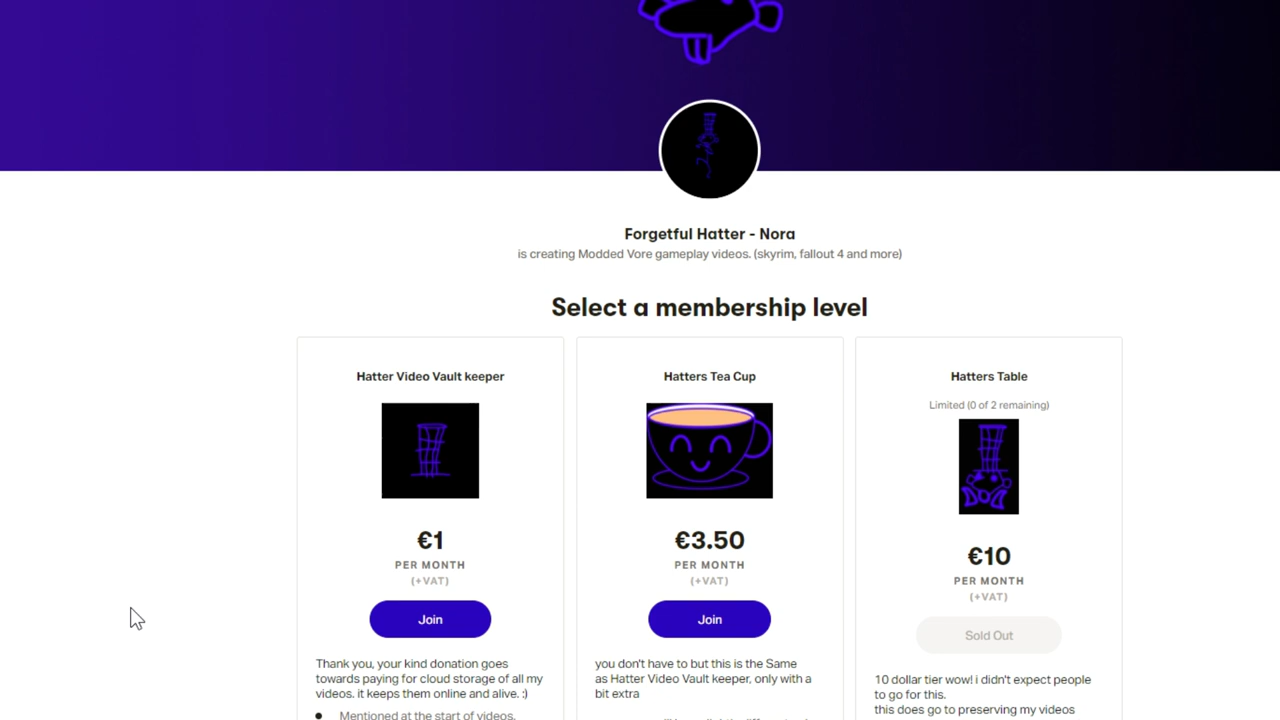 Forgetful Hatter - Nora
is creating Modded Vore gameplay videos. (skyrim, fallout 4 and more)
Select a membership level
Hatter Video Vault keeper
€1
PER MONTH
(+VAT)
Join
Thank you, your kind donation goes
towards paying for cloud storage of all my
videos. it keeps them online and alive. :)
Mentioned at the start of videos.
Hatters Tea Cup
€3.50
PER MONTH
(+VAT)
Join
you don't have to but this is the Same
as Hatter Video Vault keeper, only with a
bit extra
Hatters Table
Limited (0 of 2 remaining)
€10
PER MONTH
(+VAT)
Sold Out
10 dollar tier wow! i didn't expect people
to go for this.
this does go to preserving my videos